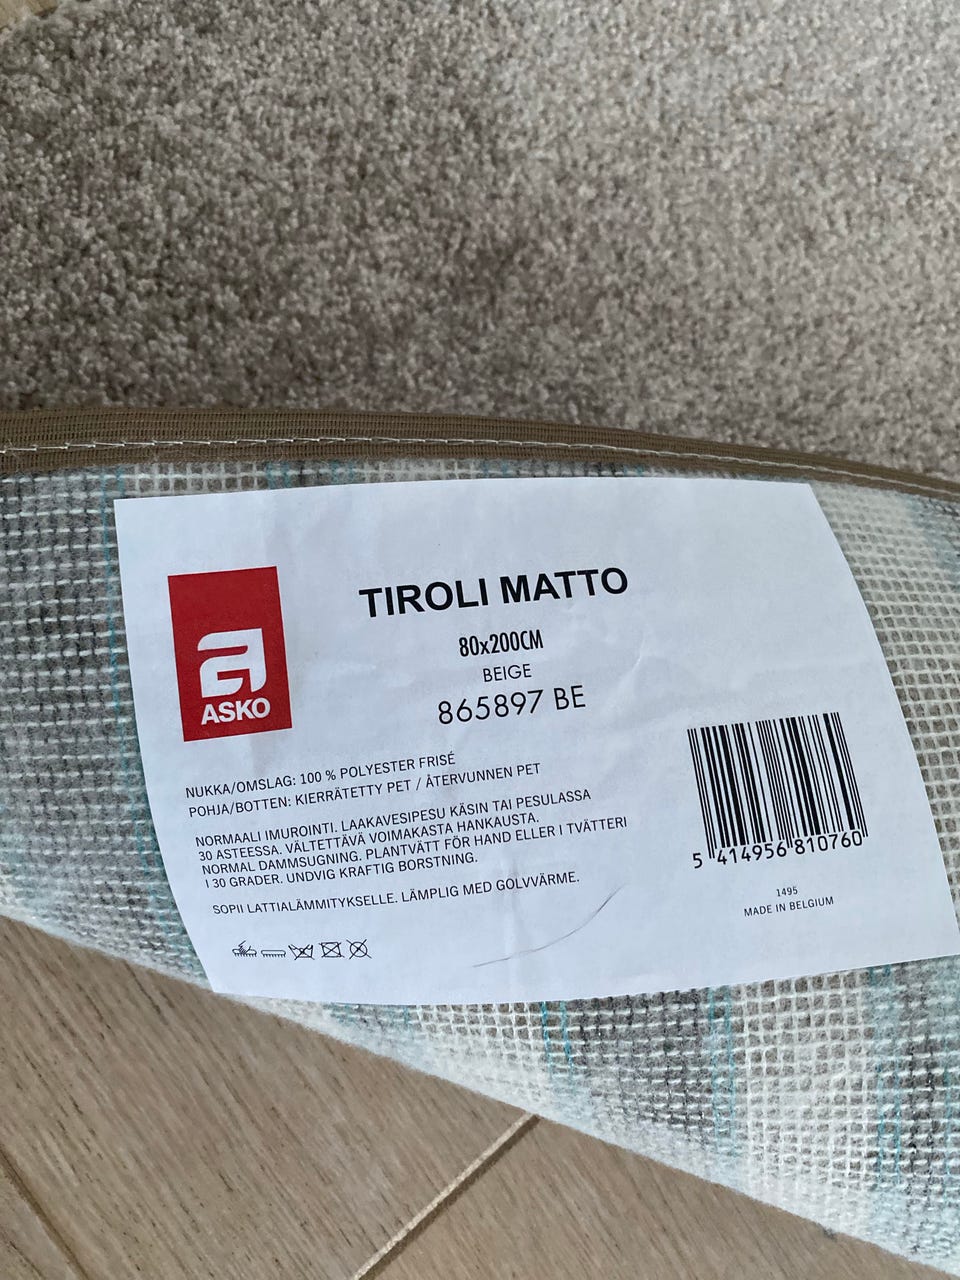 ASKO
TIROLI MATTO
80x200CM
BEIGE
865897 BE
NUKKA/OMSLAG: 100 % POLYESTER FRISÉ
POHJA/BOTTEN: KIERRÄTETTY PET / ÅTERVUNNEN PET
NORMAALI IMUROINTI. LAAKAVESIPESU KÄSIN TAI PESULASSA
30 ASTEESSA. VÄLTETTÄVÄ VOIMAKASTA HANKAUSTA.
NORMAL DAMMSUGNING. PLANTVÄTT FÖR HAND ELLER I TVÄTTERI
I 30 GRADER. UNDVIG KRAFTIG BORSTNING.
SOPII LATTIALÄMMITYKSELLE. LÄMPLIG MED GOLVVÄRME.
5 414956 810760
1495
MADE IN BELGIUM